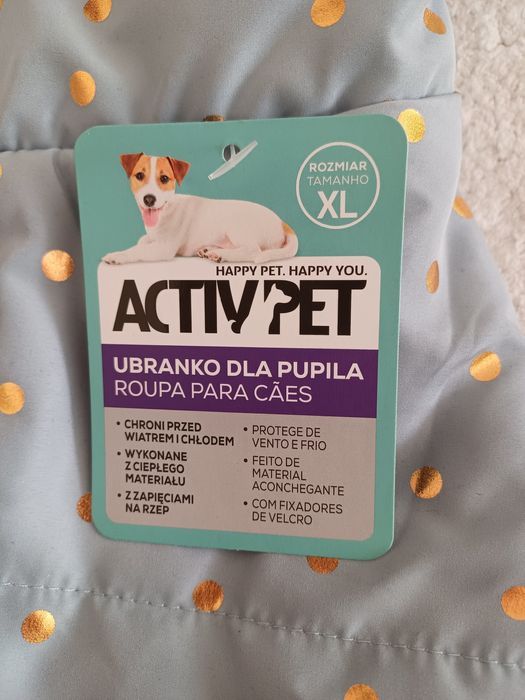 ROZMIAR
TAMANHO
XL
HAPPY PET. HAPPY YOU.
ACTIV PET
UBRANKO DLA PUPILA
ROUPA PARA CÃES
• CHRONI PRZED
WIATREM I CHŁODEM
• WYKONANE
Z CIEPŁEGO
MATERIAŁU
• Z ZAPIĘCIAMI
NA RZEP
• PROTEGE DE
VENTO E FRIO
• FEITO DE
MATERIAL
ACONCHEGANTE
• COM FIXADORES
DE VELCRO